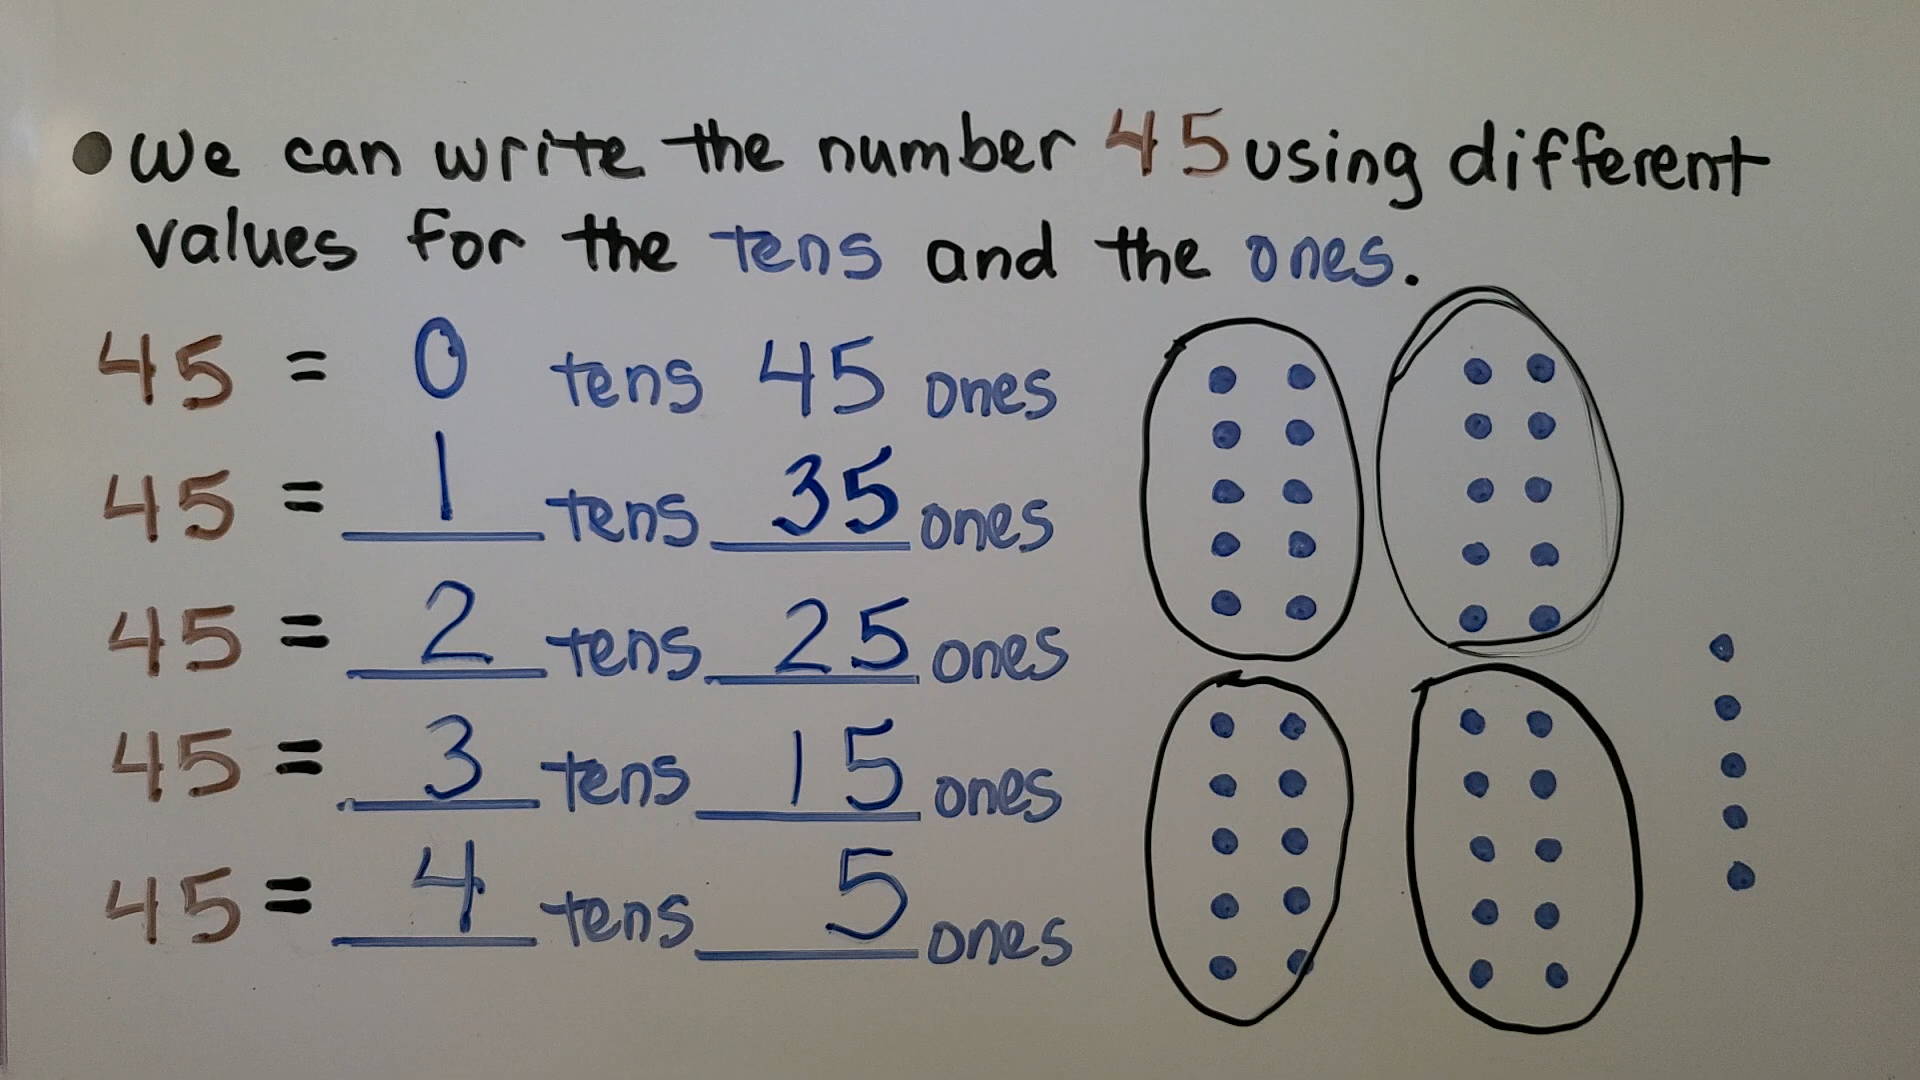 • We can write the number 45 using different
values for the tens and the ones.
45 = 0 tens 45 ones
45 = 1 tens 35 ones
45 = 2 tens 25 ones
45 = 3 tens 15 ones
45 = 4 tens 5 ones